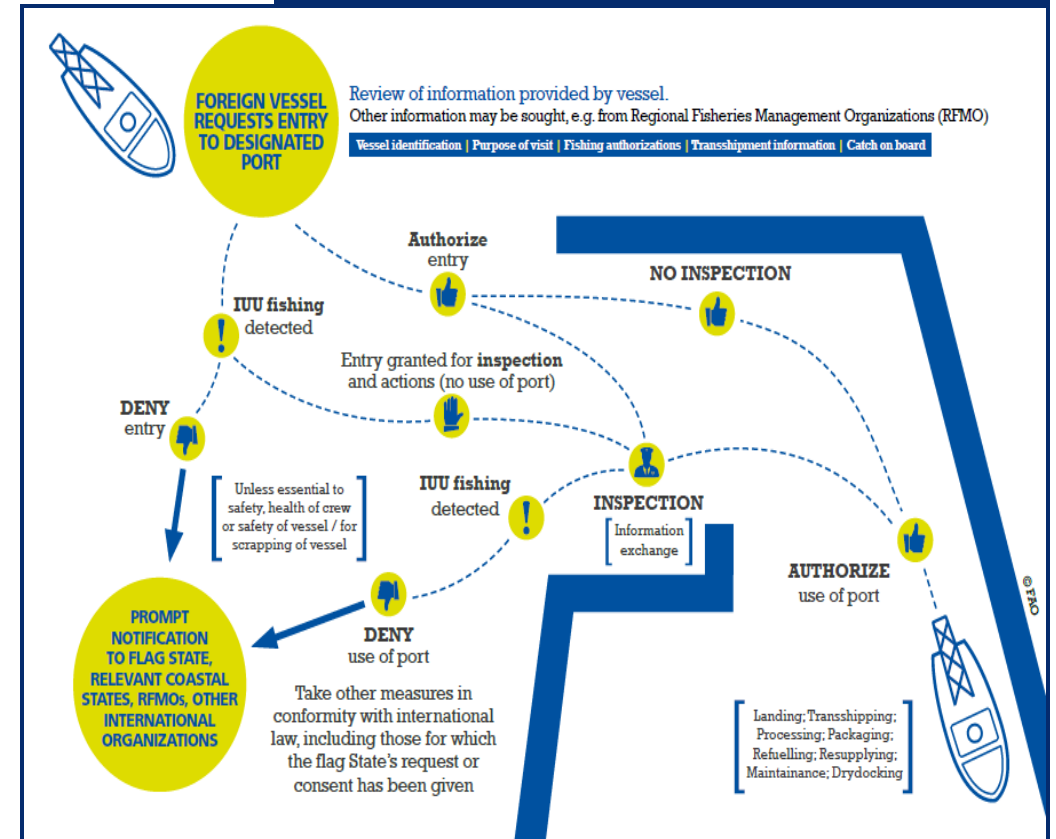 FOREIGN VESSEL
REQUESTS ENTRY
TO DESIGNATED
PORT
Review of information provided by vessel.
Other information may be sought, e.g. from Regional Fisheries Management Organizations (RFMO)
Vessel identification | Purpose of visit | Fishing authorizations | Transshipment information | Catch on board
Authorize
entry
NO INSPECTION
IUU fishing
detected
Entry granted for inspection
and actions (no use of port)
DENY
entry
Unless essential to
safety, health of crew
or safety of vessel / for
scrapping of vessel
IUU fishing
detected
INSPECTION
Information
exchange
AUTHORIZE
use of port
© FAO
PROMPT
NOTIFICATION
TO FLAG STATE,
RELEVANT COASTAL
STATES, RFMOs, OTHER
INTERNATIONAL
ORGANIZATIONS
DENY
use of port
Take other measures in
conformity with international
law, including those for which
the flag State's request or
consent has been given
Landing; Transshipping;
Processing; Packaging;
Refuelling; Resupplying;
Maintainance; Drydocking